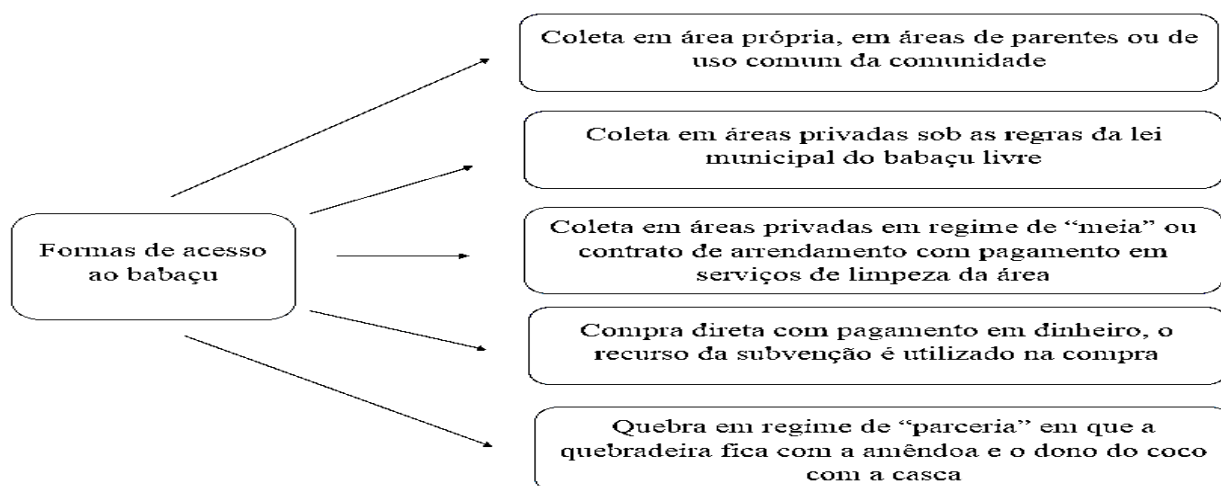 Formas de acesso
ao babaçu
Coleta em área própria, em áreas de parentes ou de
uso comum da comunidade
Coleta em áreas privadas sob as regras da lei
municipal do babaçu livre
Coleta em áreas privadas em regime de “meia” ou
contrato de arrendamento com pagamento em
serviços de limpeza da área
Compra direta com pagamento em dinheiro, o
recurso da subvenção é utilizado na compra
Quebra em regime de “parceria” em que a
quebradeira fica com a amêndoa e o dono do coco
com a casca